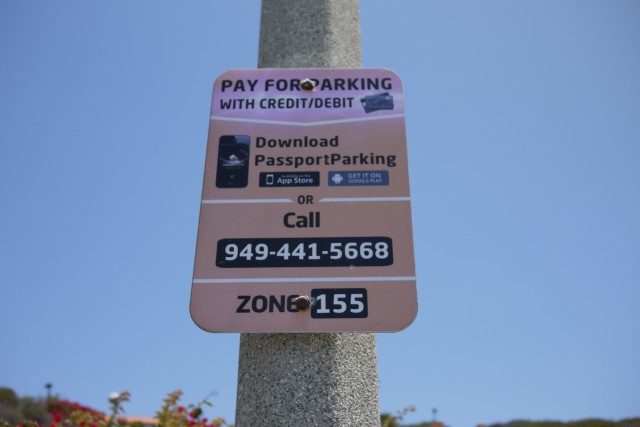 PAY FOR PARKING
WITH CREDIT/DEBIT
Download
PassportParking
App Store
GET IT ON
GOOGLE PLAY
OR
Call
949-441-5668
ZONE 155